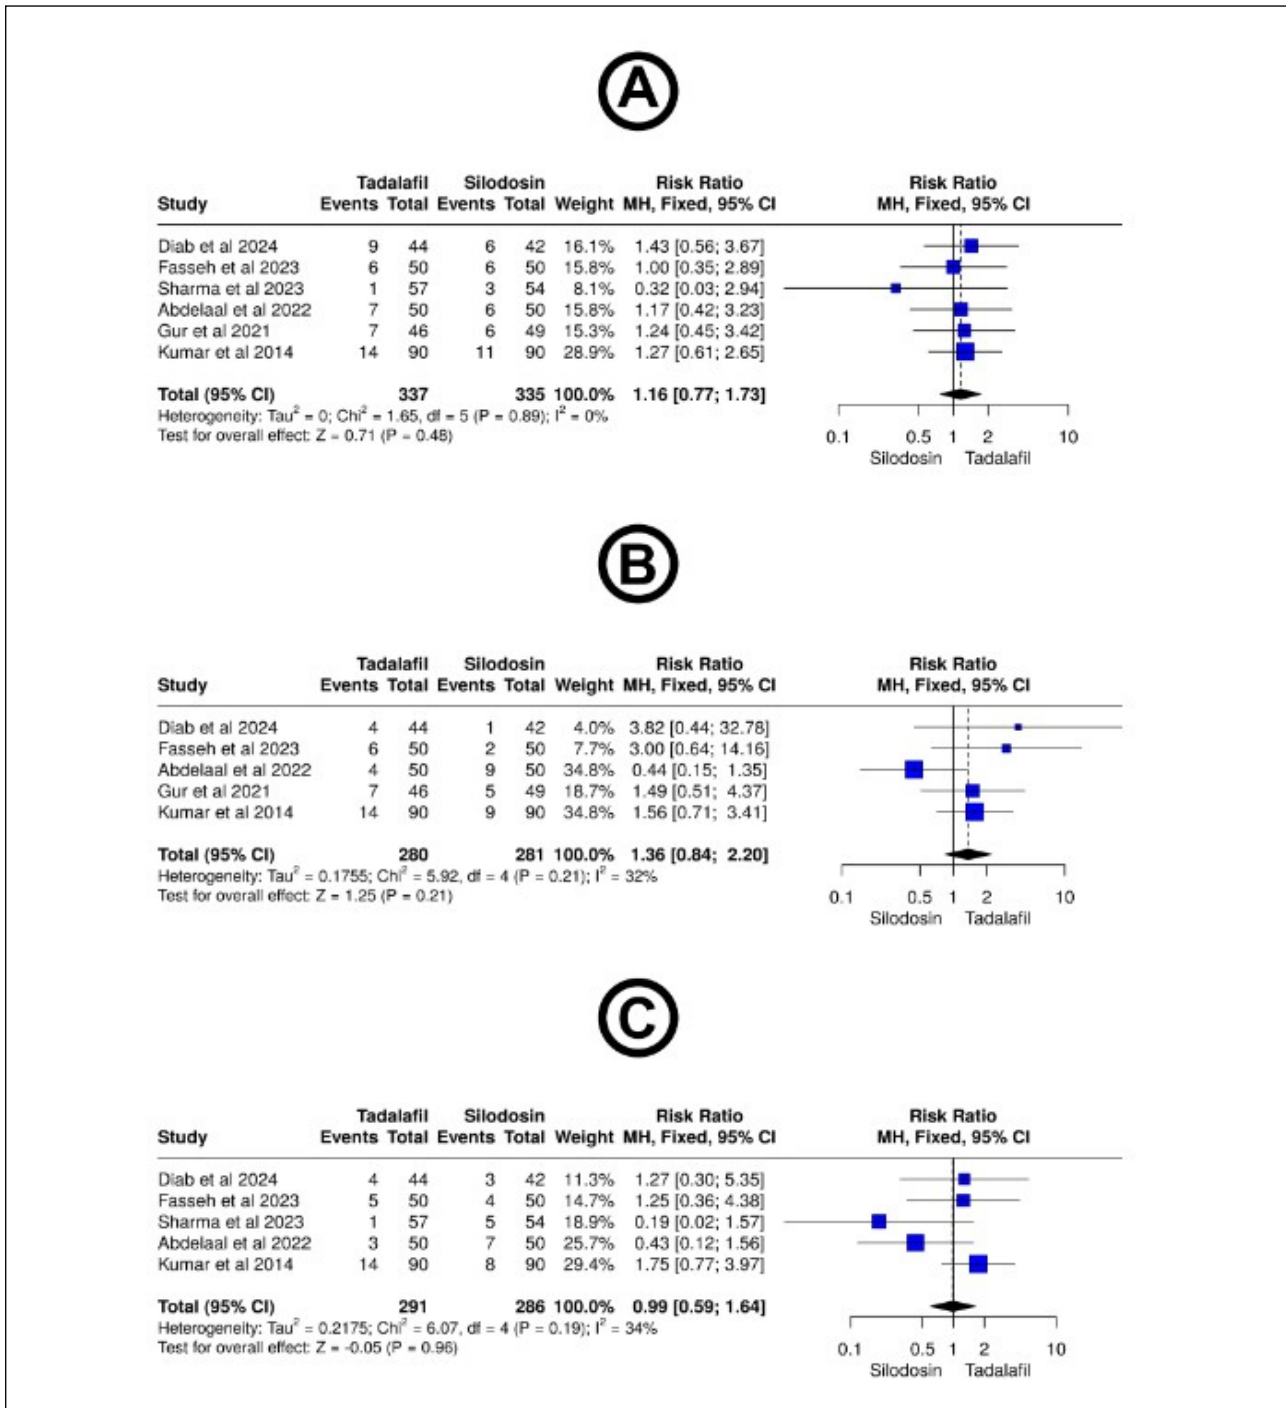 A
Tadalafil Silodosin Risk Ratio Risk Ratio
Study Events Total Events Total Weight MH, Fixed, 95% CI MH, Fixed, 95% CI
Diab et al 2024 9 44 6 42 16.1% 1.43 [0.56; 3.67]
Fasseh et al 2023 6 50 6 50 15.8% 1.00 [0.35; 2.89]
Sharma et al 2023 1 57 3 54 8.1% 0.32 [0.03; 2.94]
Abdelaal et al 2022 7 50 6 50 15.8% 1.17 [0.42; 3.23]
Gur et al 2021 7 46 6 49 15.3% 1.24 [0.45; 3.42]
Kumar et al 2014 14 90 11 90 28.9% 1.27 [0.61; 2.65]
Total (95% CI) 337 335 100.0% 1.16 [0.77; 1.73]
Heterogeneity: Tau² = 0; Chi² = 1.65, df = 5 (P = 0.89); I² = 0%
Test for overall effect: Z = 0.71 (P = 0.48)
0.1 0.5 1 2 10
Silodosin Tadalafil
B
Tadalafil Silodosin Risk Ratio Risk Ratio
Study Events Total Events Total Weight MH, Fixed, 95% CI MH, Fixed, 95% CI
Diab et al 2024 4 44 1 42 4.0% 3.82 [0.44; 32.78]
Fasseh et al 2023 6 50 2 50 7.7% 3.00 [0.64; 14.16]
Abdelaal et al 2022 4 50 9 50 34.8% 0.44 [0.15; 1.35]
Gur et al 2021 7 46 5 49 18.7% 1.49 [0.51; 4.37]
Kumar et al 2014 14 90 9 90 34.8% 1.56 [0.71; 3.41]
Total (95% CI) 280 281 100.0% 1.36 [0.84; 2.20]
Heterogeneity: Tau² = 0.1755; Chi² = 5.92, df = 4 (P = 0.21); I² = 32%
Test for overall effect: Z = 1.25 (P = 0.21)
0.1 0.5 1 2 10
Silodosin Tadalafil
C
Tadalafil Silodosin Risk Ratio Risk Ratio
Study Events Total Events Total Weight MH, Fixed, 95% CI MH, Fixed, 95% CI
Diab et al 2024 4 44 3 42 11.3% 1.27 [0.30; 5.35]
Fasseh et al 2023 5 50 4 50 14.7% 1.25 [0.36; 4.38]
Sharma et al 2023 1 57 5 54 18.9% 0.19 [0.02; 1.57]
Abdelaal et al 2022 3 50 7 50 25.7% 0.43 [0.12; 1.56]
Kumar et al 2014 14 90 8 90 29.4% 1.75 [0.77; 3.97]
Total (95% CI) 291 286 100.0% 0.99 [0.59; 1.64]
Heterogeneity: Tau² = 0.2175; Chi² = 6.07, df = 4 (P = 0.19); I² = 34%
Test for overall effect: Z = -0.05 (P = 0.96)
0.1 0.5 1 2 10
Silodosin Tadalafil